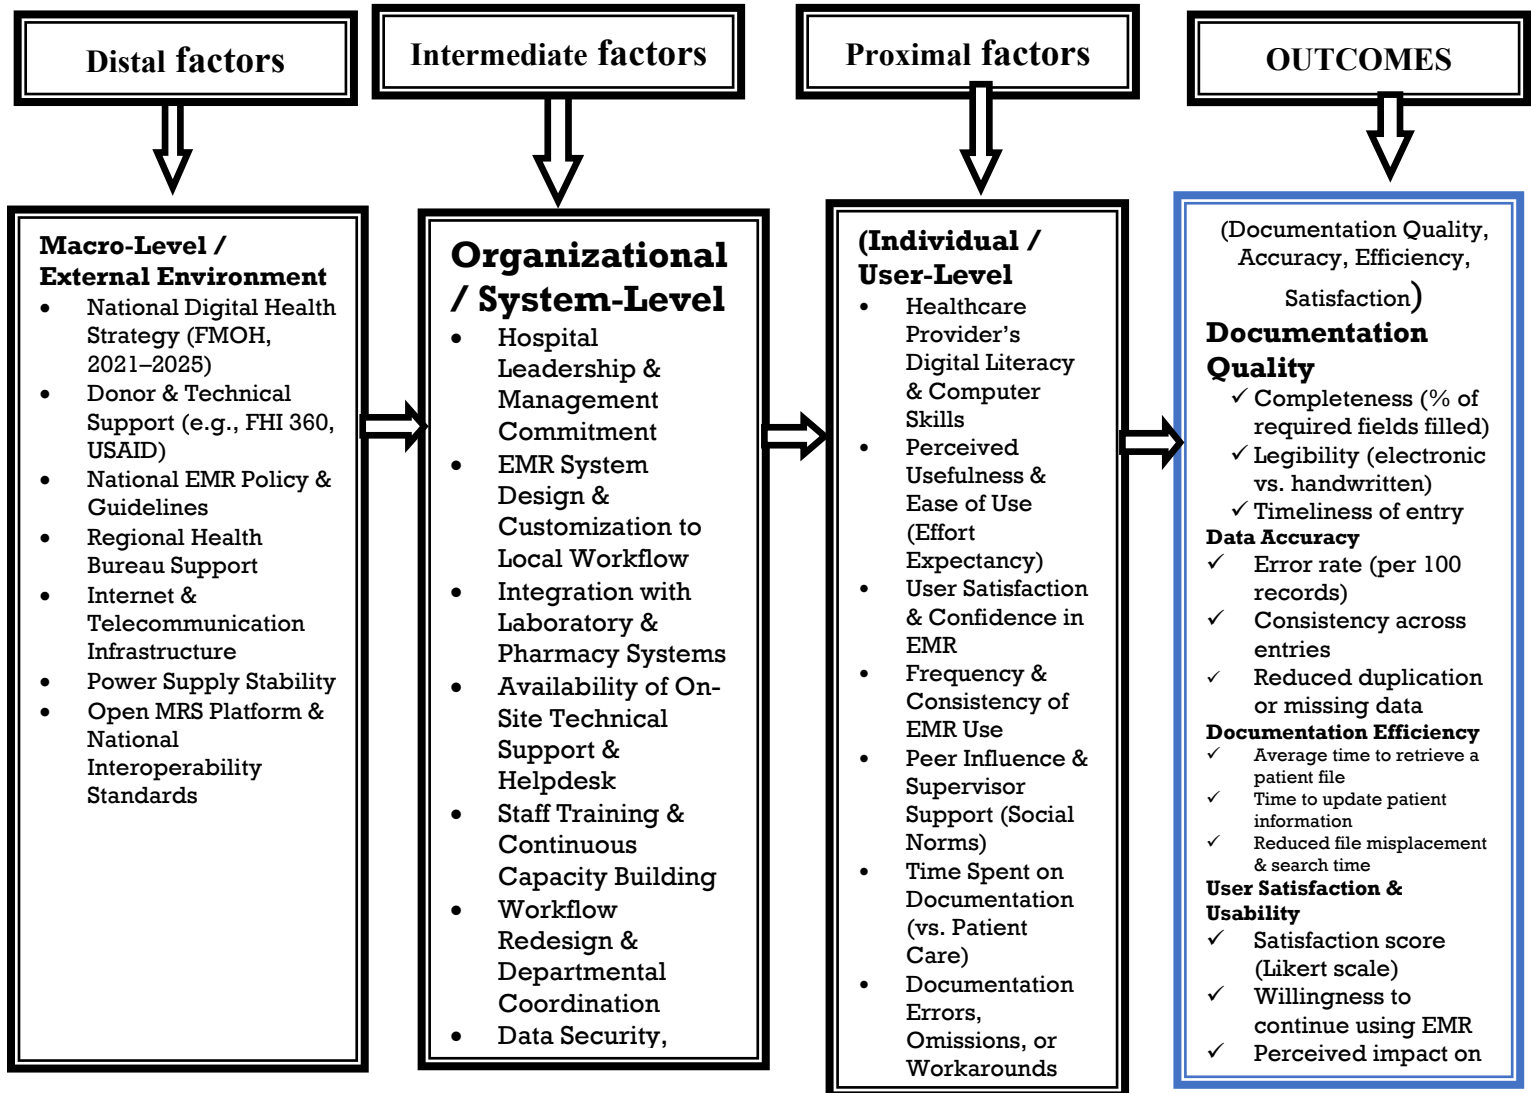 Distal factors
Intermediate factors
Proximal factors
OUTCOMES
Macro-Level /
External Environment
• National Digital Health
Strategy (FMOH,
2021–2025)
• Donor & Technical
Support (e.g., FHI 360,
USAID)
• National EMR Policy &
Guidelines
• Regional Health
Bureau Support
• Internet &
Telecommunication
Infrastructure
• Power Supply Stability
• Open MRS Platform &
National
Interoperability
Standards
Organizational
/ System-Level
• Hospital
Leadership &
Management
Commitment
• EMR System
Design &
Customization to
Local Workflow
• Integration with
Laboratory &
Pharmacy Systems
• Availability of On-
Site Technical
Support &
Helpdesk
• Staff Training &
Continuous
Capacity Building
• Workflow
Redesign &
Departmental
Coordination
• Data Security,
(Individual /
User-Level
• Healthcare
Provider’s
Digital Literacy
& Computer
Skills
• Perceived
Usefulness &
Ease of Use
(Effort
Expectancy)
• User Satisfaction
& Confidence in
EMR
• Frequency &
Consistency of
EMR Use
• Peer Influence &
Supervisor
Support (Social
Norms)
• Time Spent on
Documentation
(vs. Patient
Care)
• Documentation
Errors,
Omissions, or
Workarounds
(Documentation Quality,
Accuracy, Efficiency,
Satisfaction)
Documentation
Quality
✓ Completeness (% of
required fields filled)
✓ Legibility (electronic
vs. handwritten)
✓ Timeliness of entry
Data Accuracy
✓ Error rate (per 100
records)
✓ Consistency across
entries
✓ Reduced duplication
or missing data
Documentation Efficiency
✓ Average time to retrieve a
patient file
✓ Time to update patient
information
✓ Reduced file misplacement
& search time
User Satisfaction &
Usability
✓ Satisfaction score
(Likert scale)
✓ Willingness to
continue using EMR
✓ Perceived impact on